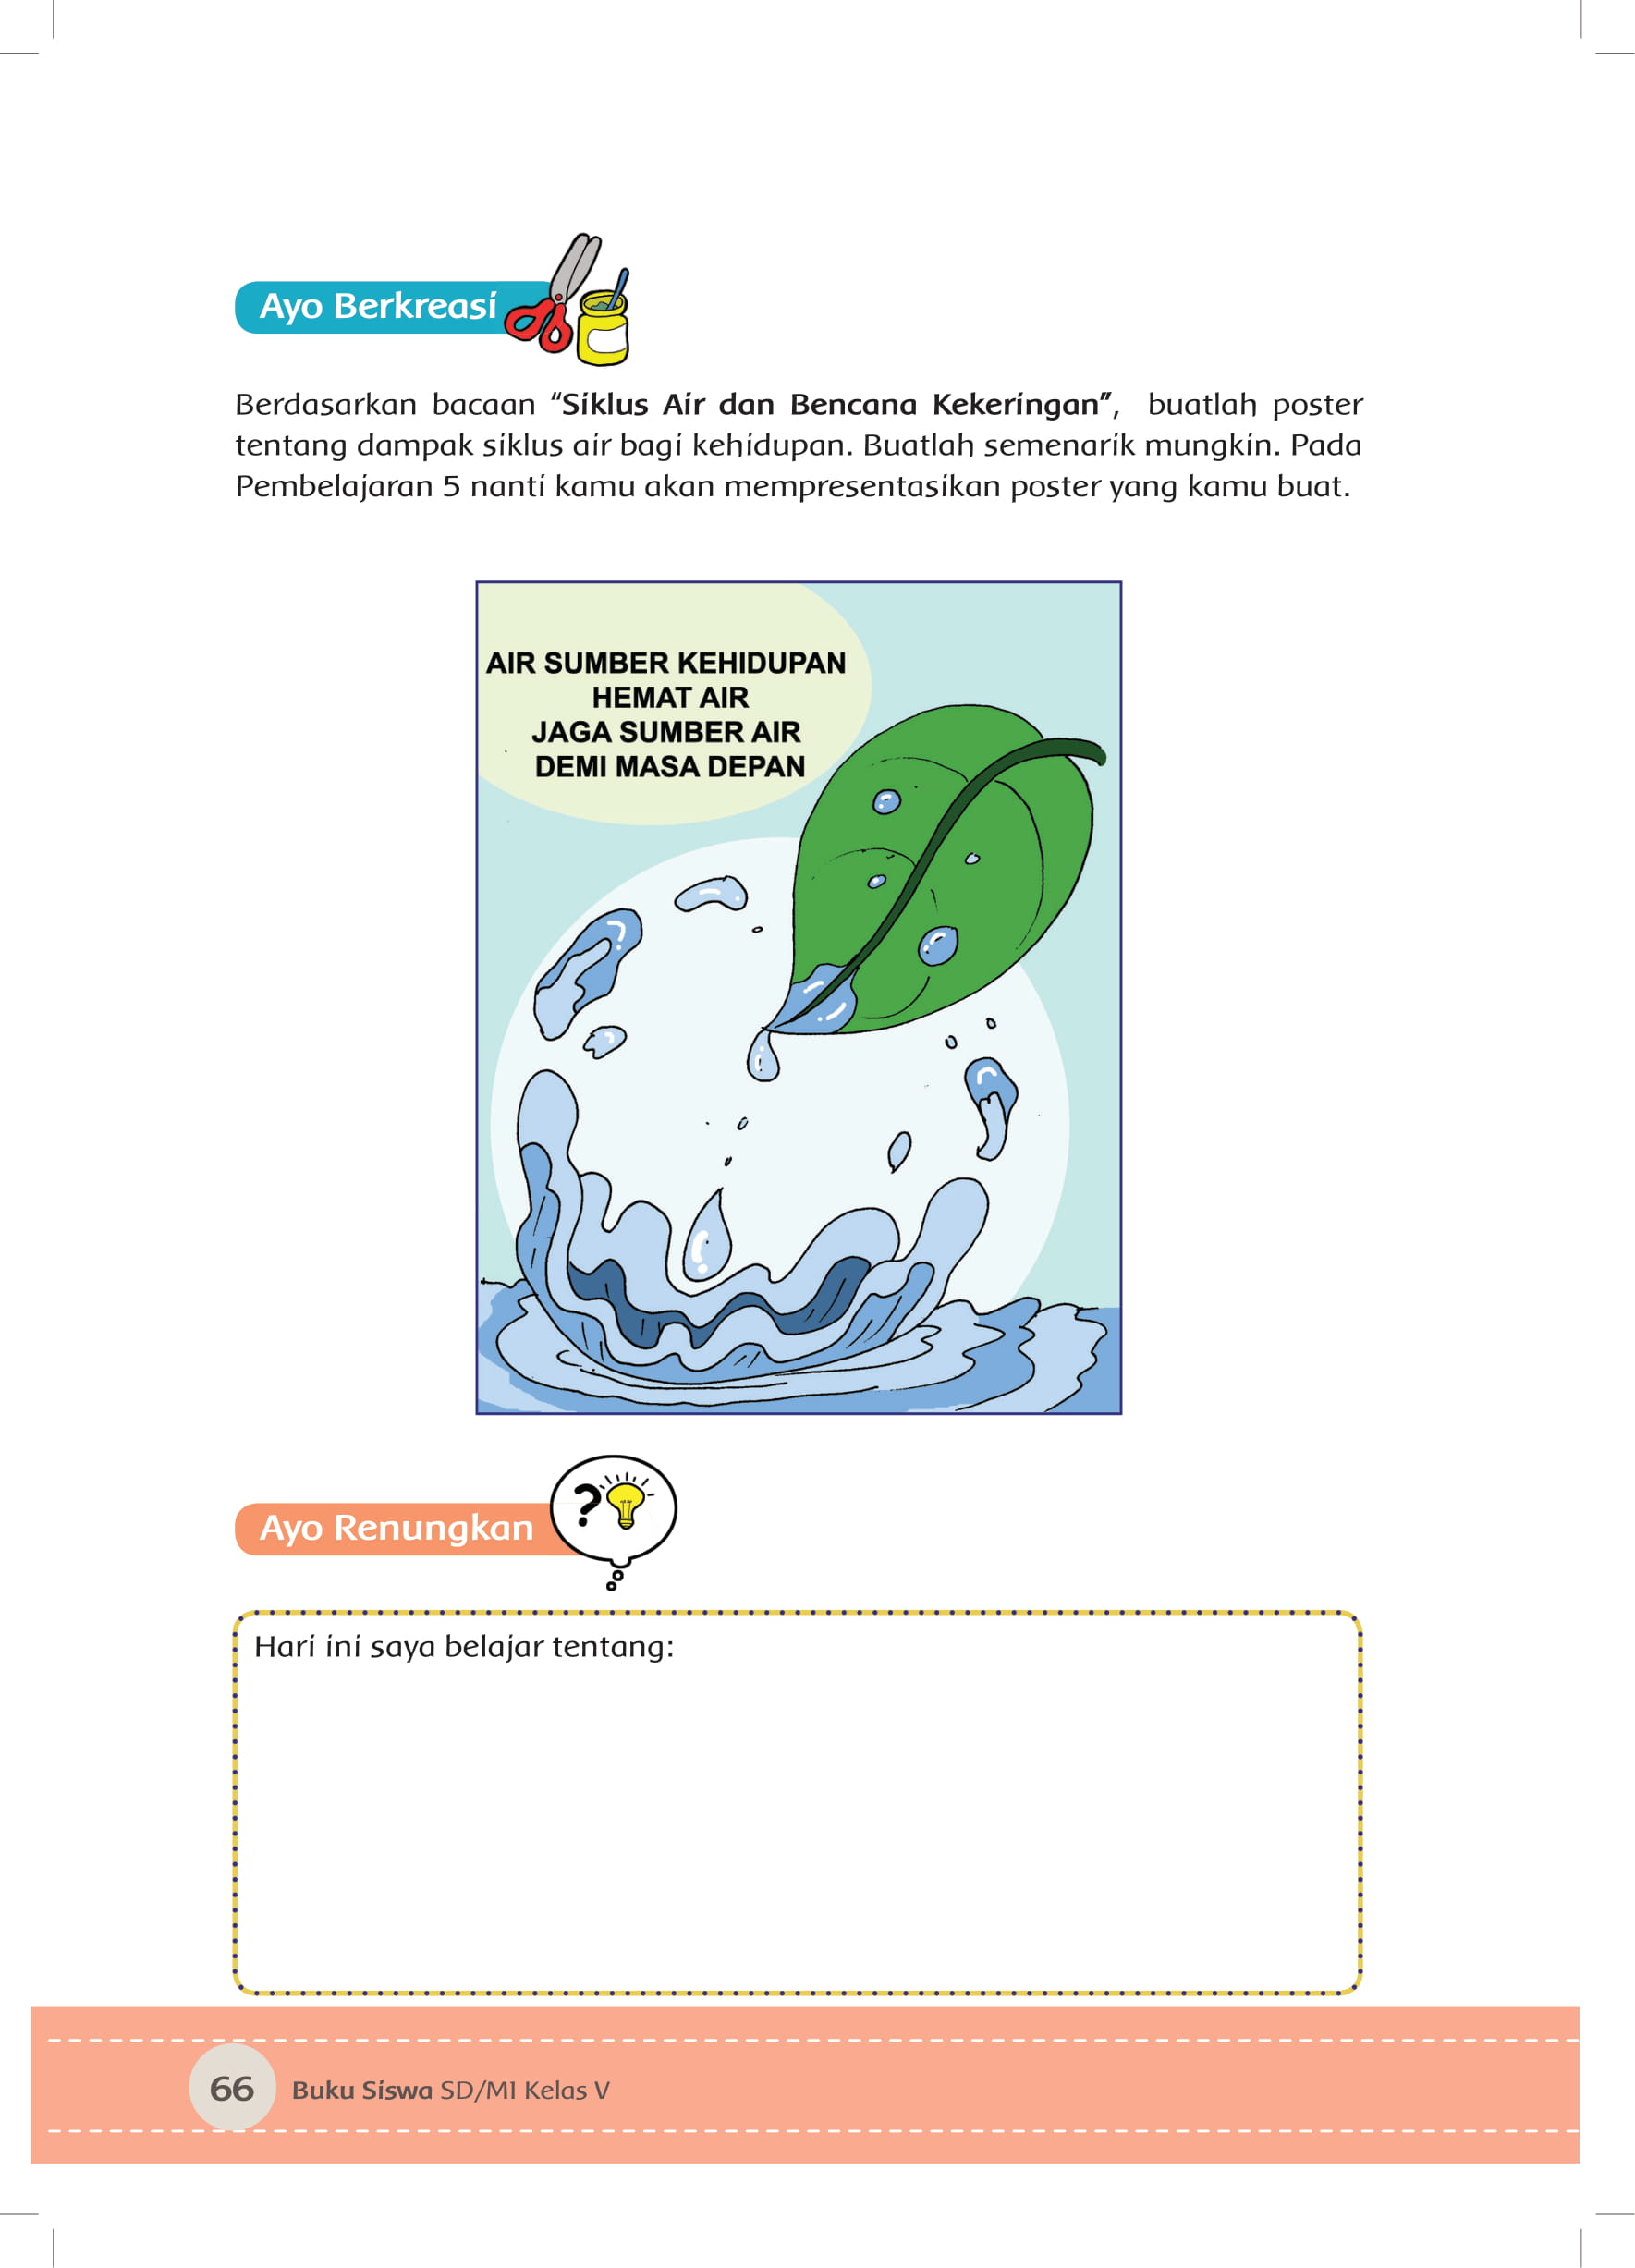 Ayo Berkreasi
Berdasarkan bacaan “Siklus Air dan Bencana Kekeringan”, buatlah poster
tentang dampak siklus air bagi kehidupan. Buatlah semenarik mungkin. Pada
Pembelajaran 5 nanti kamu akan mempresentasikan poster yang kamu buat.
AIR SUMBER KEHIDUPAN
HEMAT AIR
JAGA SUMBER AIR
DEMI MASA DEPAN
Ayo Renungkan
Hari ini saya belajar tentang:
66 Buku Siswa SD/MI Kelas V